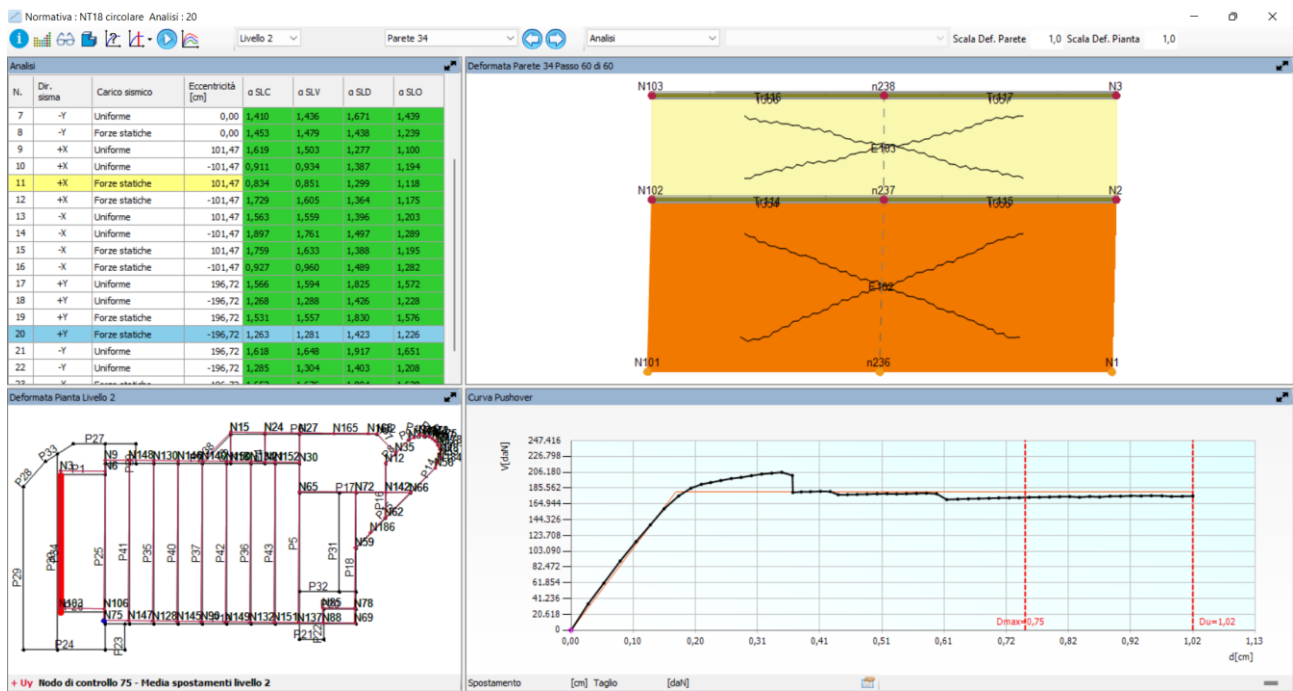 Normativa : NT18 circolare Analisi : 20
Livello 2 Parete 34 Analisi Scala Def. Parete 1,0 Scala Def. Pianta 1,0
Analisi
N. Dir. sisma Carico sismico Eccentricità [cm] α SLC α SLV α SLD α SLO
7 -Y Uniforme 0,00 1,410 1,436 1,671 1,439
8 -Y Forze statiche 0,00 1,453 1,479 1,438 1,239
9 +X Uniforme 101,47 1,619 1,503 1,277 1,100
10 +X Uniforme -101,47 0,911 0,934 1,387 1,194
11 +X Forze statiche 101,47 0,834 0,851 1,299 1,118
12 +X Forze statiche -101,47 1,729 1,605 1,364 1,175
13 -X Uniforme 101,47 1,563 1,559 1,396 1,203
14 -X Uniforme -101,47 1,897 1,761 1,497 1,289
15 -X Forze statiche 101,47 1,759 1,633 1,388 1,195
16 -X Forze statiche -101,47 0,927 0,960 1,489 1,282
17 +Y Uniforme 196,72 1,566 1,594 1,825 1,572
18 +Y Uniforme -196,72 1,268 1,288 1,426 1,228
19 +Y Forze statiche 196,72 1,531 1,557 1,830 1,576
20 +Y Forze statiche -196,72 1,263 1,281 1,423 1,226
21 -Y Uniforme 196,72 1,618 1,648 1,917 1,651
22 -Y Uniforme -196,72 1,285 1,304 1,403 1,208
Deformata Parete 34 Passo 60 di 60
N103 n238 N3
E103
N102 n237 N2
E102
N101 n236 N1
Deformata Pianta Livello 2
P27 N15 N24 N27 N165
P33 N9 N148 N130 N30 N35 N12
P28 N3 P1 N6 P14
N65 P17 N72 N142 N66
P16 N62
N186
N59
P29 P25 P41 P35 P40 P37 P42 P36 P43 P5 P31 P18
P32
N106 N78
N75 N147 N128 N145 N149 N132 N151 N137 N88 N69
P24 P23 P21 P22
+ Uy Nodo di controllo 75 - Media spostamenti livello 2
Curva Pushover
V[daN]
247.416
226.798
206.180
185.562
164.944
144.326
123.708
103.090
82.472
61.854
41.236
20.618
0
0,00 0,10 0,20 0,31 0,41 0,51 0,61 0,72 0,82 0,92 1,02 1,13
Dmax=0,75 Du=1,02
d[cm]
Spostamento [cm] Taglio [daN]